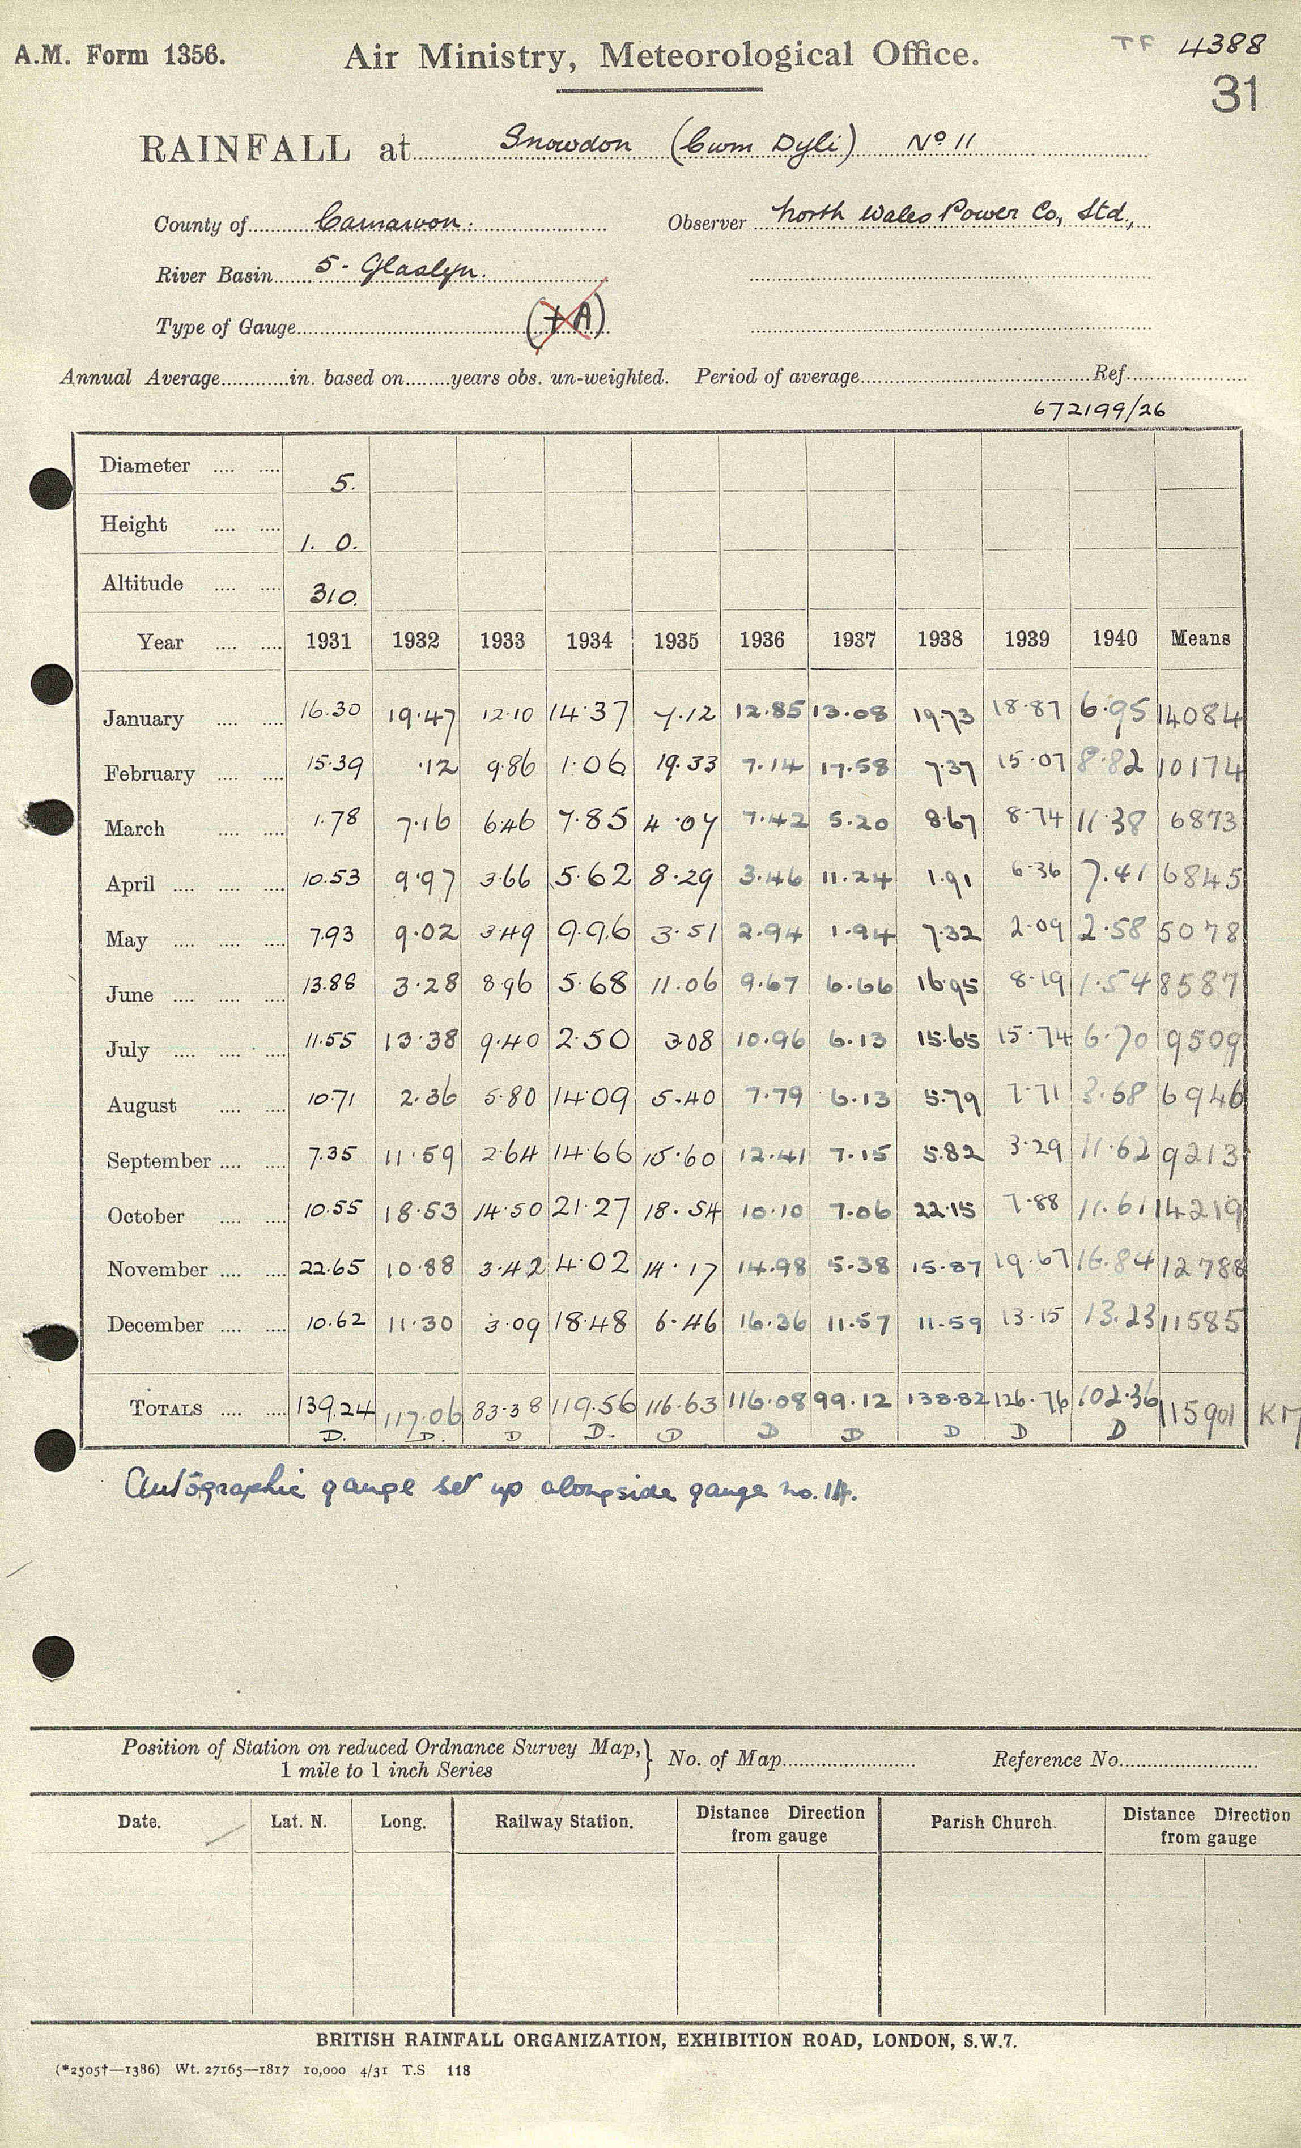 A.M. Form 1356. Air Ministry, Meteorological Office. TF 4388
31
RAINFALL at Snowdon (Cwm Dyli) No 11
County of Carnarvon. Observer North Wales Power Co, Ltd.,
River Basin 5 - Glaslyn.
Type of Gauge (+A)
Annual Average in. based on years obs. un-weighted. Period of average Ref.
672199/26
Diameter 5.
Height 1. 0.
Altitude 310.
Year 1931 1932 1933 1934 1935 1936 1937 1938 1939 1940 Means
January 16.30 19.47 12.10 14.37 7.12 12.85 13.08 19.73 18.87 6.95 14084
February 15.39 .12 9.86 1.06 19.33 7.14 17.58 7.37 15.07 8.82 10174
March 1.78 7.16 6.46 7.85 4.07 7.42 5.20 8.67 8.74 11.38 6873
April 10.53 9.97 3.66 5.62 8.29 3.46 11.24 1.91 6.36 7.41 6845
May 7.93 9.02 3.49 9.96 3.51 2.94 1.94 7.32 2.09 2.58 5078
June 13.88 3.28 8.96 5.68 11.06 9.67 6.66 16.95 8.19 1.54 8587
July 11.55 13.38 9.40 2.50 3.08 10.96 6.13 15.65 15.74 6.70 9509
August 10.71 2.36 5.80 14.09 5.40 7.79 6.13 5.79 7.71 3.68 6946
September 7.35 11.59 2.64 14.66 15.60 12.41 7.15 5.82 3.29 11.62 9213
October 10.55 18.53 14.50 21.27 18.54 10.10 7.06 22.15 7.88 11.61 14219
November 22.65 10.88 3.42 4.02 14.17 14.98 5.38 15.87 19.67 16.84 12788
December 10.62 11.30 3.09 18.48 6.46 16.36 11.57 11.59 13.15 13.23 11585
TOTALS 139.24 117.06 83.38 119.56 116.63 116.08 99.12 138.82 126.76 102.36 115901 KM
D. D. D D. D D D D D D
Autographic gauge set up alongside gauge no. 14.
Position of Station on reduced Ordnance Survey Map, } No. of Map Reference No.
1 mile to 1 inch Series
Date. Lat. N. Long. Railway Station. Distance Direction Parish Church. Distance Direction
from gauge from gauge
BRITISH RAINFALL ORGANIZATION, EXHIBITION ROAD, LONDON, S.W.7.
(*2505†—1386) Wt. 27165—1817 10,000 4/31 T.S 118